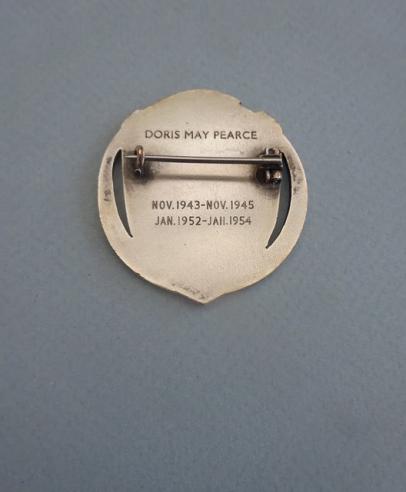 DORIS MAY PEARCE
NOV.1943-NOV.1945
JAN.1952-JAN.1954